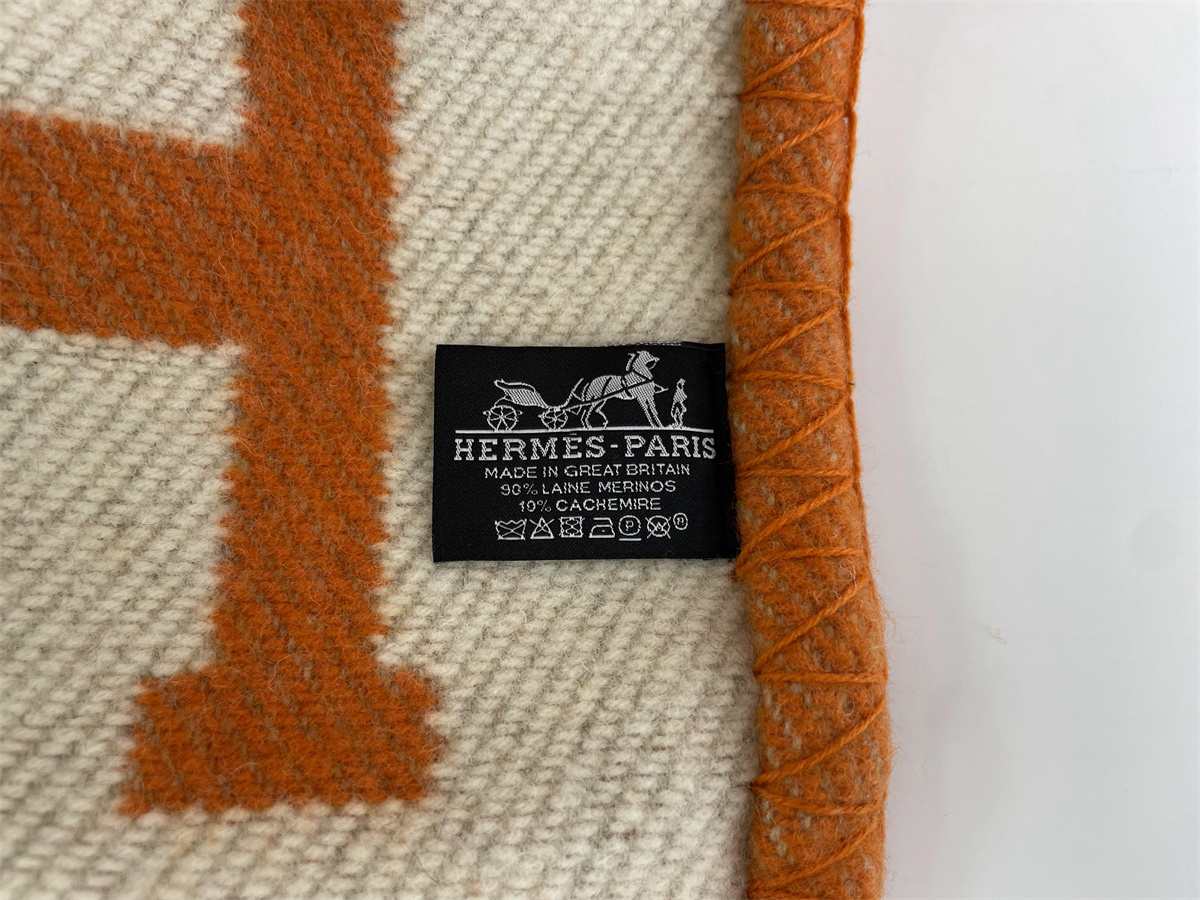 HERMÈS-PARIS
MADE IN GREAT BRITAIN
90% LAINE MERINOS
10% CACHEMIRE
P